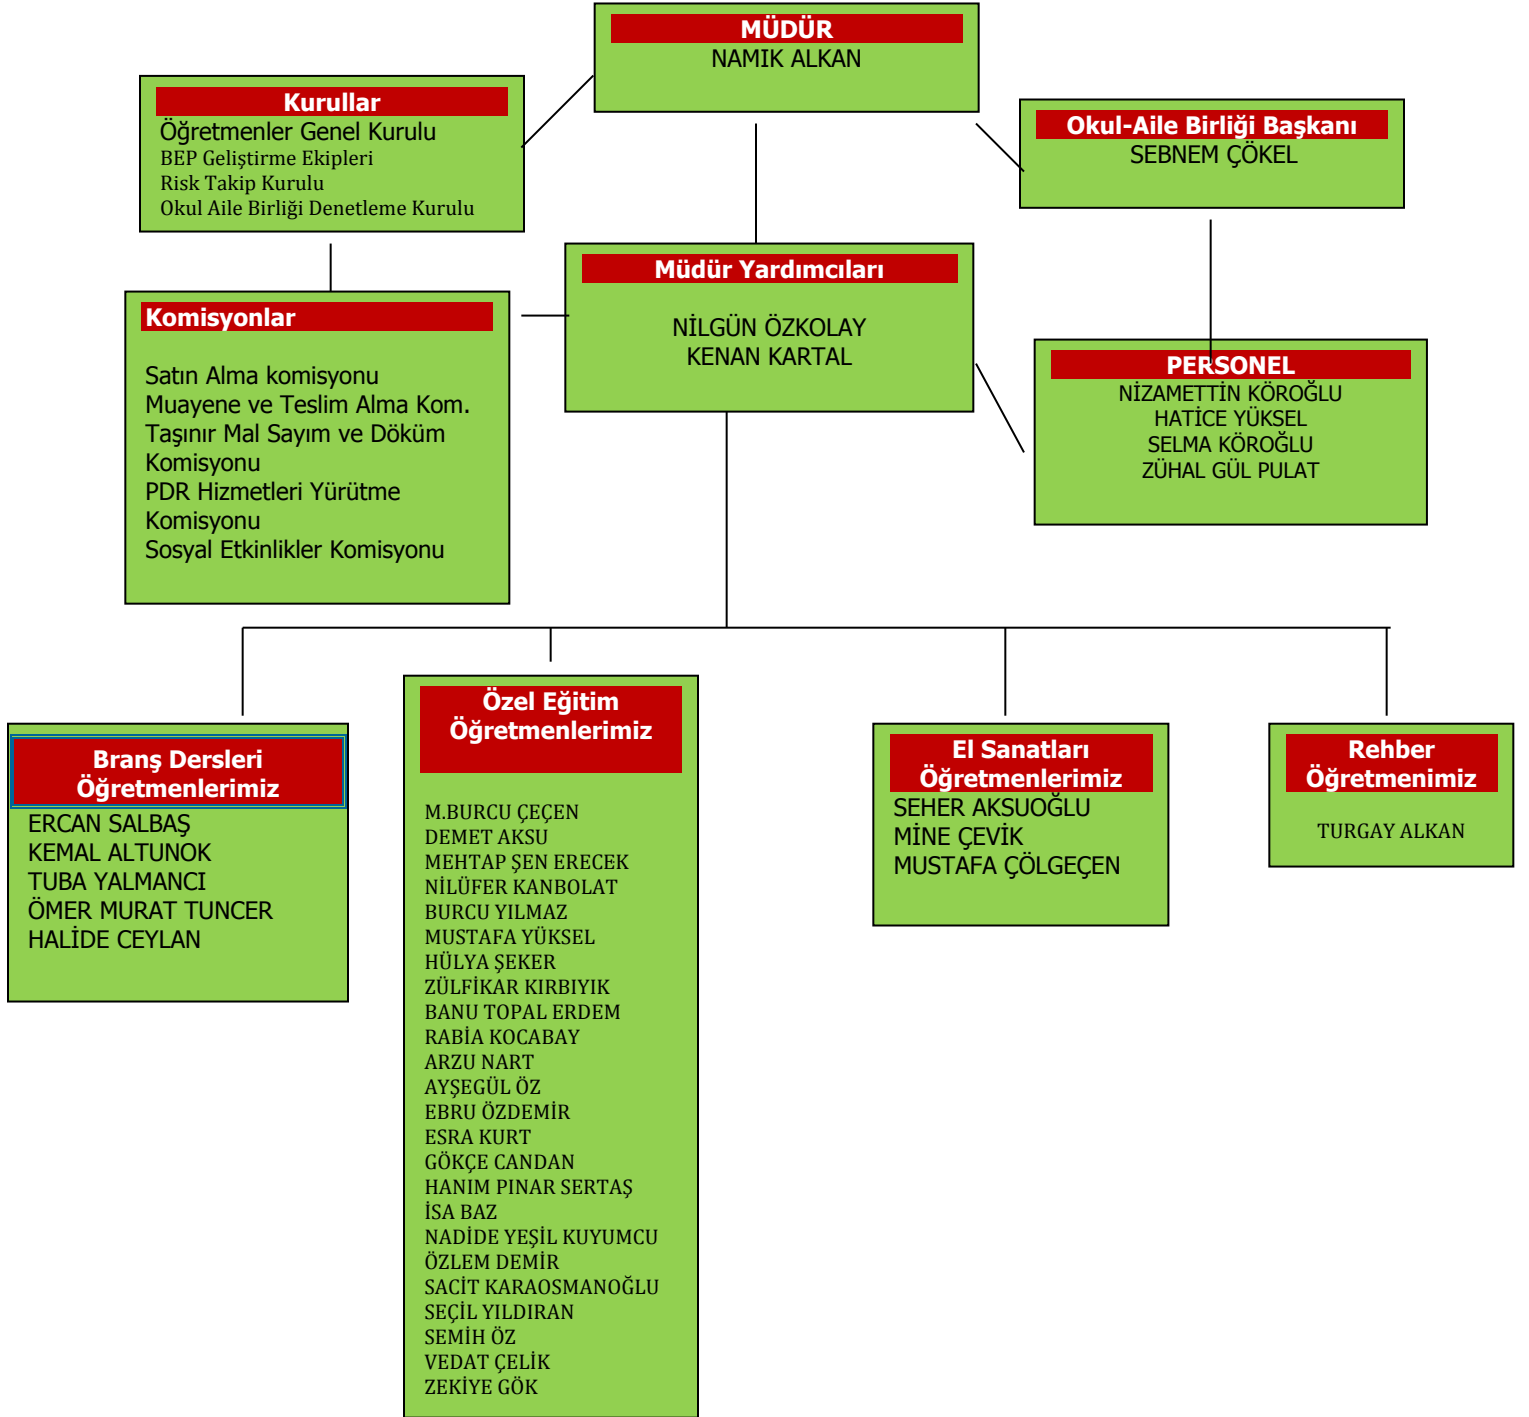 MÜDÜR
NAMIK ALKAN
Kurullar
Öğretmenler Genel Kurulu
BEP Geliştirme Ekipleri
Risk Takip Kurulu
Okul Aile Birliği Denetleme Kurulu
Okul-Aile Birliği Başkanı
SEBNEM ÇÖKEL
Komisyonlar
Satın Alma komisyonu
Muayene ve Teslim Alma Kom.
Taşınır Mal Sayım ve Döküm
Komisyonu
PDR Hizmetleri Yürütme
Komisyonu
Sosyal Etkinlikler Komisyonu
Müdür Yardımcıları
NİLGÜN ÖZKOLAY
KENAN KARTAL
PERSONEL
NİZAMETTİN KÖROĞLU
HATİCE YÜKSEL
SELMA KÖROĞLU
ZÜHAL GÜL PULAT
Branş Dersleri
Öğretmenlerimiz
ERCAN SALBAŞ
KEMAL ALTUNOK
TUBA YALMANCI
ÖMER MURAT TUNCER
HALİDE CEYLAN
Özel Eğitim
Öğretmenlerimiz
M.BURCU ÇEÇEN
DEMET AKSU
MEHTAP ŞEN ERECEK
NİLÜFER KANBOLAT
BURCU YILMAZ
MUSTAFA YÜKSEL
HÜLYA ŞEKER
ZÜLFİKAR KIRBIYIK
BANU TOPAL ERDEM
RABİA KOCABAY
ARZU NART
AYŞEGÜL ÖZ
EBRU ÖZDEMİR
ESRA KURT
GÖKÇE CANDAN
HANIM PINAR SERTAŞ
İSA BAZ
NADİDE YEŞİL KUYUMCU
ÖZLEM DEMİR
SACİT KARAOSMANOĞLU
SEÇİL YILDIRAN
SEMİH ÖZ
VEDAT ÇELİK
ZEKİYE GÖK
El Sanatları
Öğretmenlerimiz
SEHER AKSUOĞLU
MİNE ÇEVİK
MUSTAFA ÇÖLGEÇEN
Rehber
Öğretmenimiz
TURGAY ALKAN